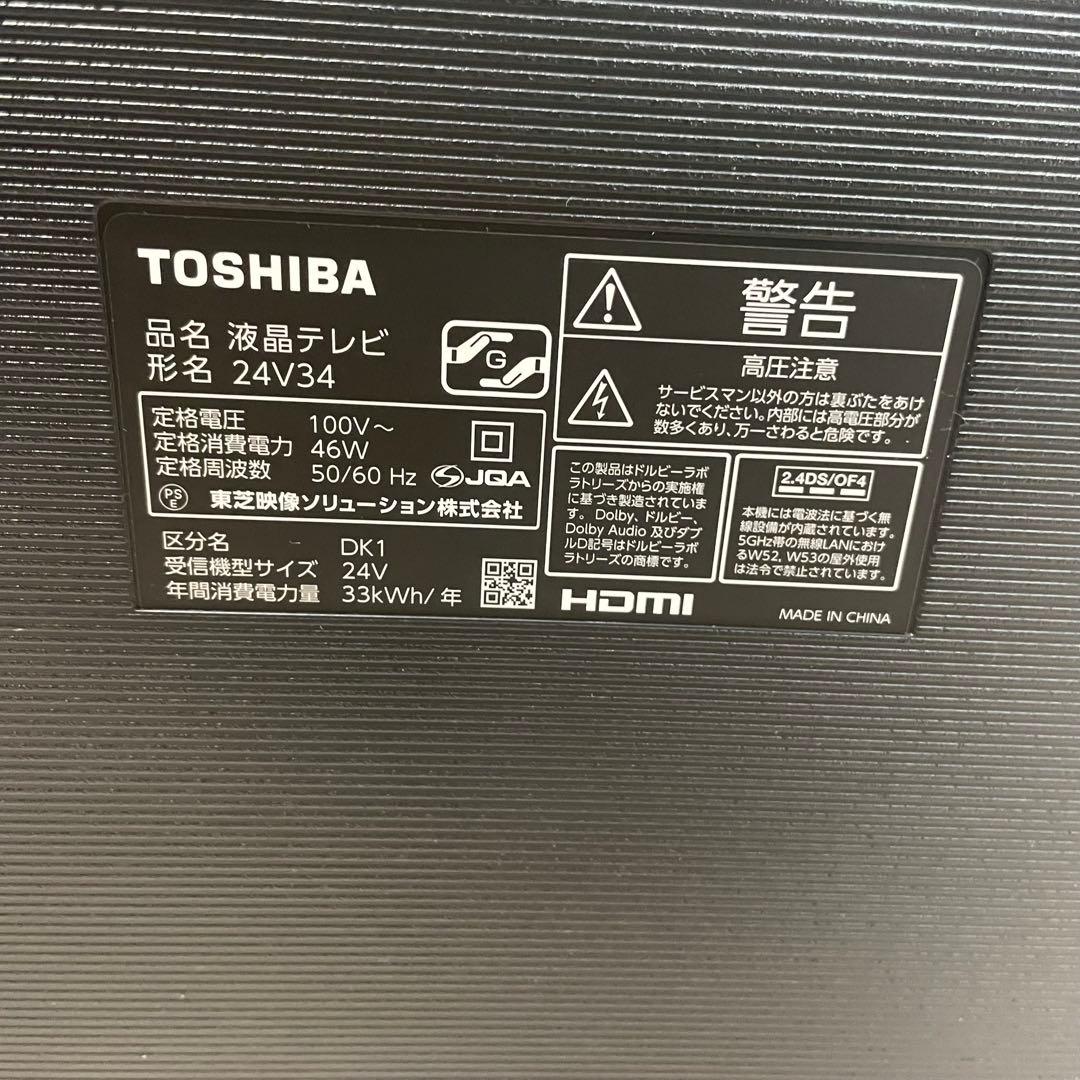 TOSHIBA
品名 液晶テレビ
形名 24V34
G
定格電圧 100V～
定格消費電力 46W
定格周波数 50/60 Hz
JQA
PS
E
東芝映像ソリューション株式会社
区分名 DK1
受信機型サイズ 24V
年間消費電力量 33kWh/年
警告
高圧注意
サービスマン以外の方は裏ぶたをあけ
ないでください。内部には高電圧部分が
数多くあり、万一さわると危険です。
この製品はドルビーラボ
ラトリーズからの実施権
に基づき製造されていま
す。Dolby、ドルビー、
Dolby Audio 及びダブ
ルD記号はドルビーラボ
ラトリーズの商標です。
2.4DS/OF4
本機には電波法に基づく無
線設備が内蔵されています。
5GHz帯の無線LANにおけ
るW52, W53の屋外使用
は法令で禁止されています。
HDMI
MADE IN CHINA